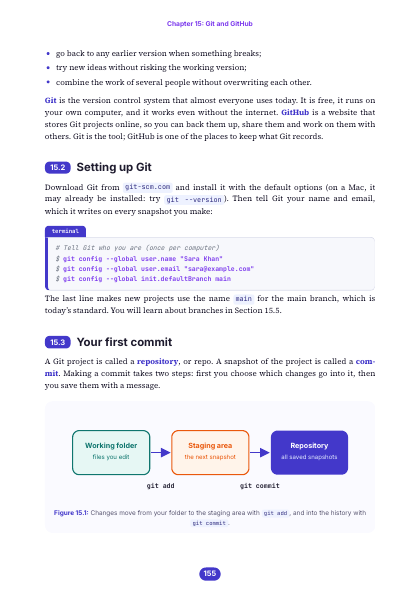 Chapter 15: Git and GitHub
• go back to any earlier version when something breaks;
• try new ideas without risking the working version;
• combine the work of several people without overwriting each other.
Git is the version control system that almost everyone uses today. It is free, it runs on
your own computer, and it works even without the internet. GitHub is a website that
stores Git projects online, so you can back them up, share them and work on them with
others. Git is the tool; GitHub is one of the places to keep what Git records.
15.2 Setting up Git
Download Git from git-scm.com and install it with the default options (on a Mac, it
may already be installed: try git --version). Then tell Git your name and email,
which it writes on every snapshot you make:
terminal
# Tell Git who you are (once per computer)
$ git config --global user.name "Sara Khan"
$ git config --global user.email "sara@example.com"
$ git config --global init.defaultBranch main
The last line makes new projects use the name main for the main branch, which is
today's standard. You will learn about branches in Section 15.5.
15.3 Your first commit
A Git project is called a repository, or repo. A snapshot of the project is called a com-
mit. Making a commit takes two steps: first you choose which changes go into it, then
you save them with a message.
Working folder Staging area Repository
files you edit the next snapshot all saved snapshots
git add git commit
Figure 15.1: Changes move from your folder to the staging area with git add, and into the history with
git commit.
155